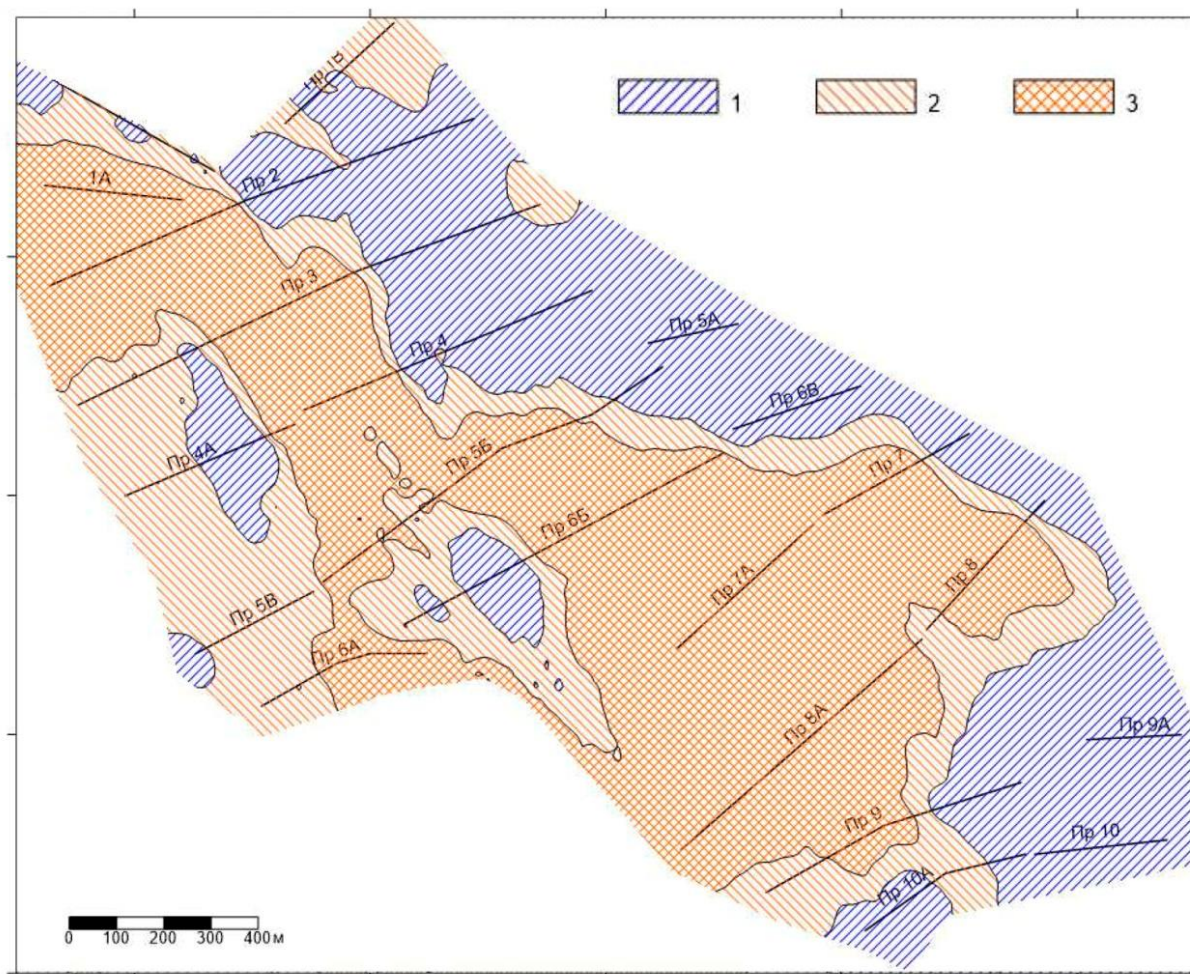 Пр 1В
1
2
3
1А
Пр 2
Пр 3
Пр 4
Пр 5А
Пр 6В
Пр 4А
Пр 5Б
Пр 7
Пр 6Б
Пр 7А
Пр 8
Пр 5В
Пр 6А
Пр 8А
Пр 9А
Пр 9
Пр 10
Пр 10А
0 100 200 300 400 м